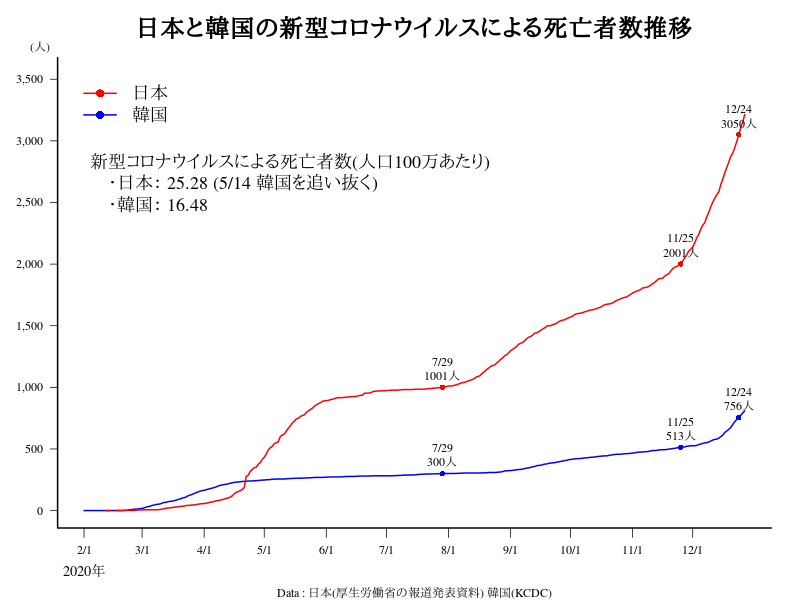 日本と韓国の新型コロナウイルスによる死亡者数推移
(人)
3,500
3,000
2,500
2,000
1,500
1,000
500
0
日本
韓国
新型コロナウイルスによる死亡者数(人口100万あたり)
・日本: 25.28 (5/14 韓国を追い抜く)
・韓国: 16.48
12/24
3050人
11/25
2001人
7/29
1001人
12/24
756人
11/25
513人
7/29
300人
2/1 3/1 4/1 5/1 6/1 7/1 8/1 9/1 10/1 11/1 12/1
2020年
Data : 日本(厚生労働省の報道発表資料) 韓国(KCDC)